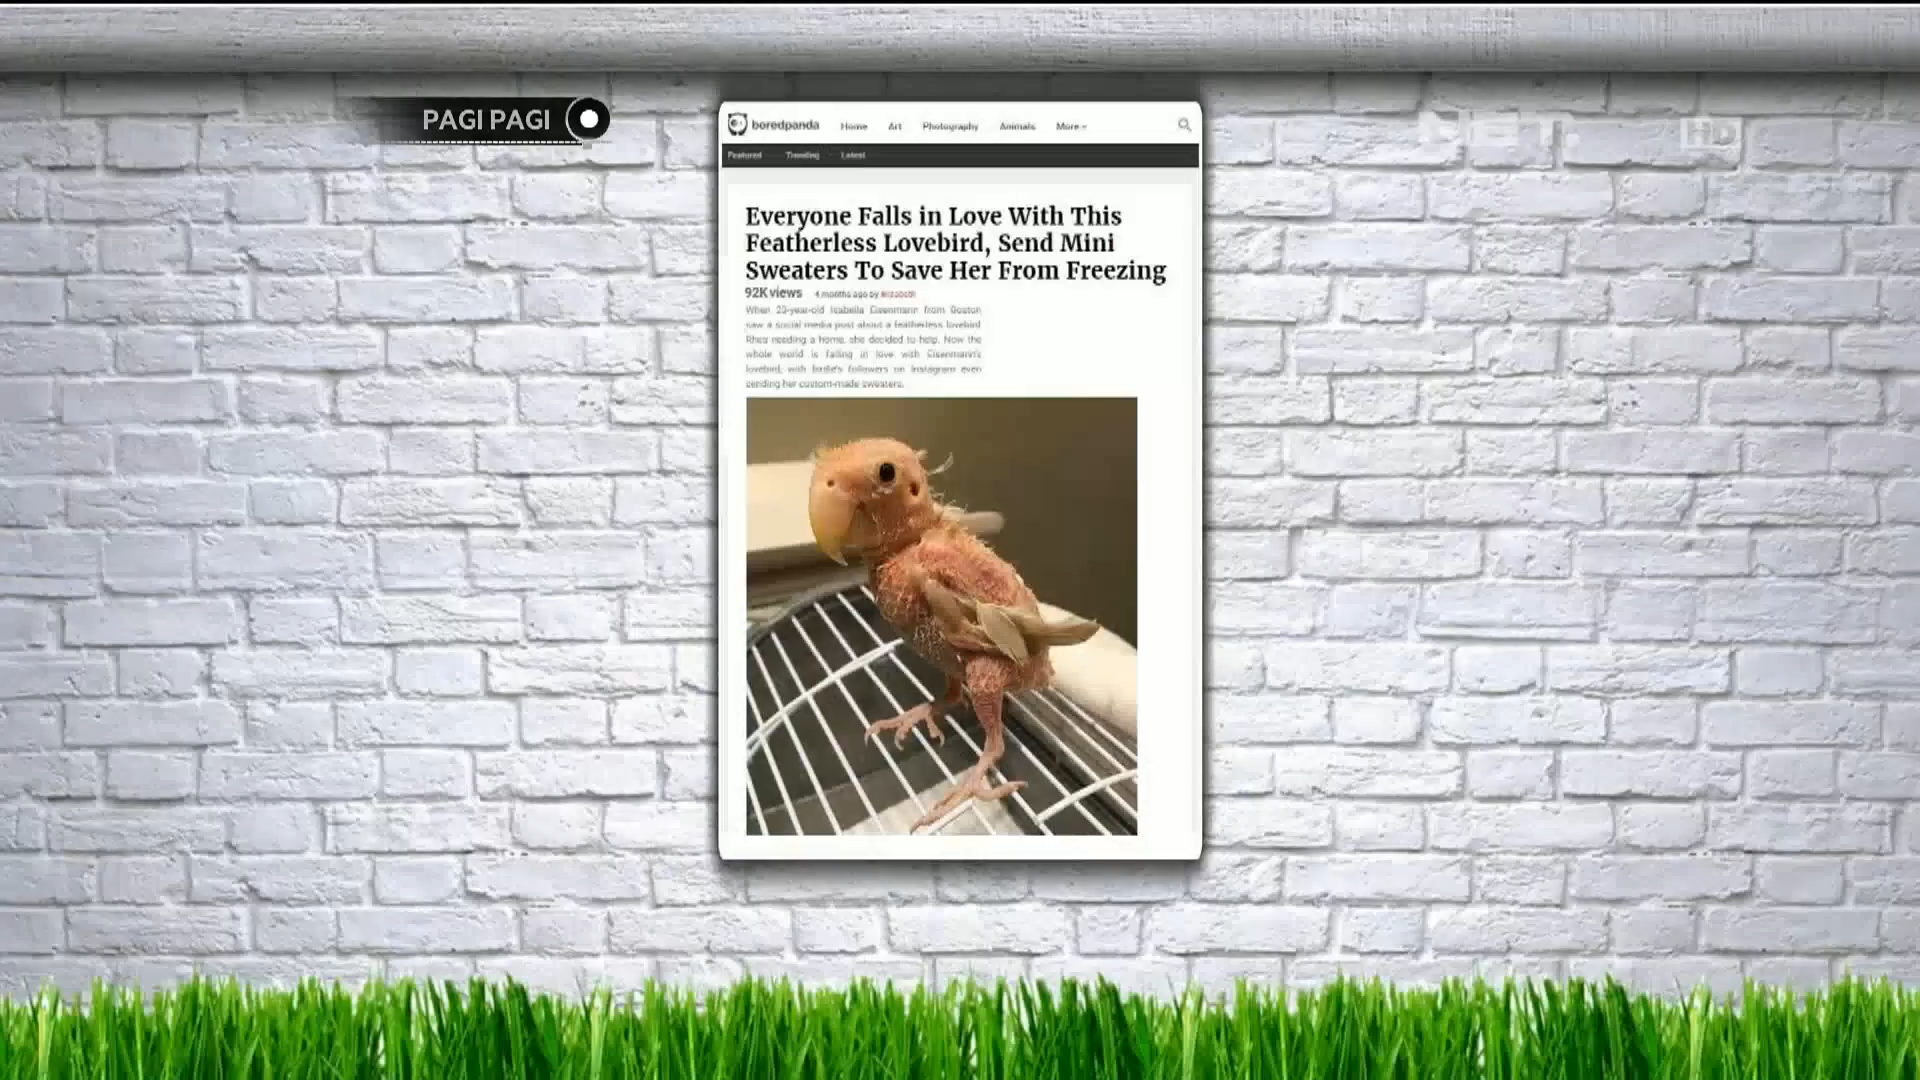 PAGI PAGI
NET.
HD
boredpanda Home Art Photography Animals More
Featured Trending Latest
Everyone Falls in Love With This
Featherless Lovebird, Send Mini
Sweaters To Save Her From Freezing
92K views 4 months ago by
When 23-year-old Isabella Eisenmann from Boston
saw a social media post about a featherless lovebird
Rhea needing a home, she decided to help. Now the
whole world is falling in love with Eisenmann's
lovebird, with birdie's followers on Instagram even
sending her custom-made sweaters.